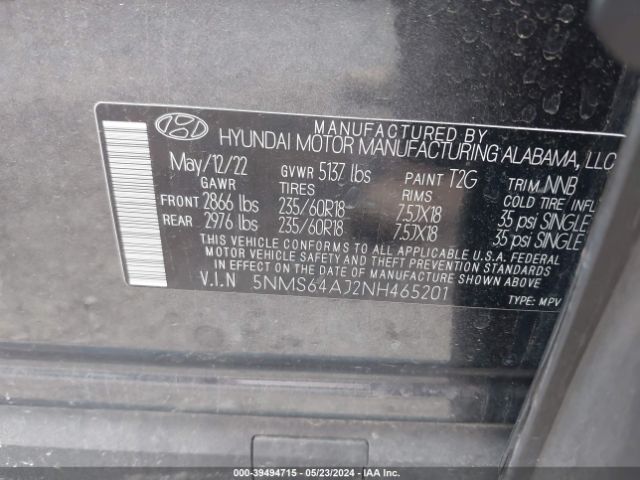 MANUFACTURED BY
HYUNDAI MOTOR MANUFACTURING ALABAMA, LLC
May/12/22 GVWR 5137 lbs PAINT T2G TRIM NNB
GAWR TIRES RIMS COLD TIRE INFL
FRONT 2866 lbs 235/60R18 7.5JX18 35 psi SINGLE
REAR 2976 lbs 235/60R18 7.5JX18 35 psi SINGLE
THIS VEHICLE CONFORMS TO ALL APPLICABLE U.S.A. FEDERAL
MOTOR VEHICLE SAFETY AND BUMPER STANDARDS
IN EFFECT ON THE DATE OF MANUFACTURE SHOWN ABOVE.
V.I.N 5NMS64AJ2NH465201 TYPE: MPV
000-39494715 - 05/23/2024 - IAA Inc.